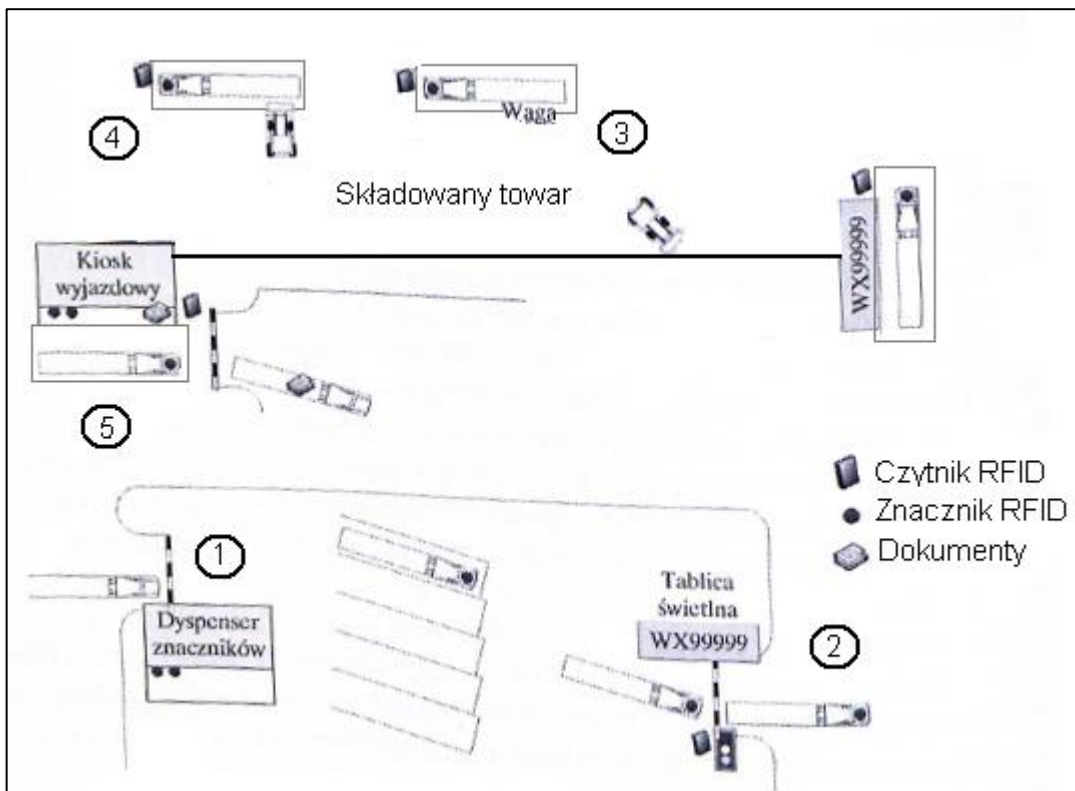 4
Waga
3
Składowany towar
WX99999
Kiosk
wyjazdowy
5
Czytnik RFID
Znacznik RFID
Dokumenty
1
Tablica
świetlna
WX99999
2
Dyspenser
znaczników